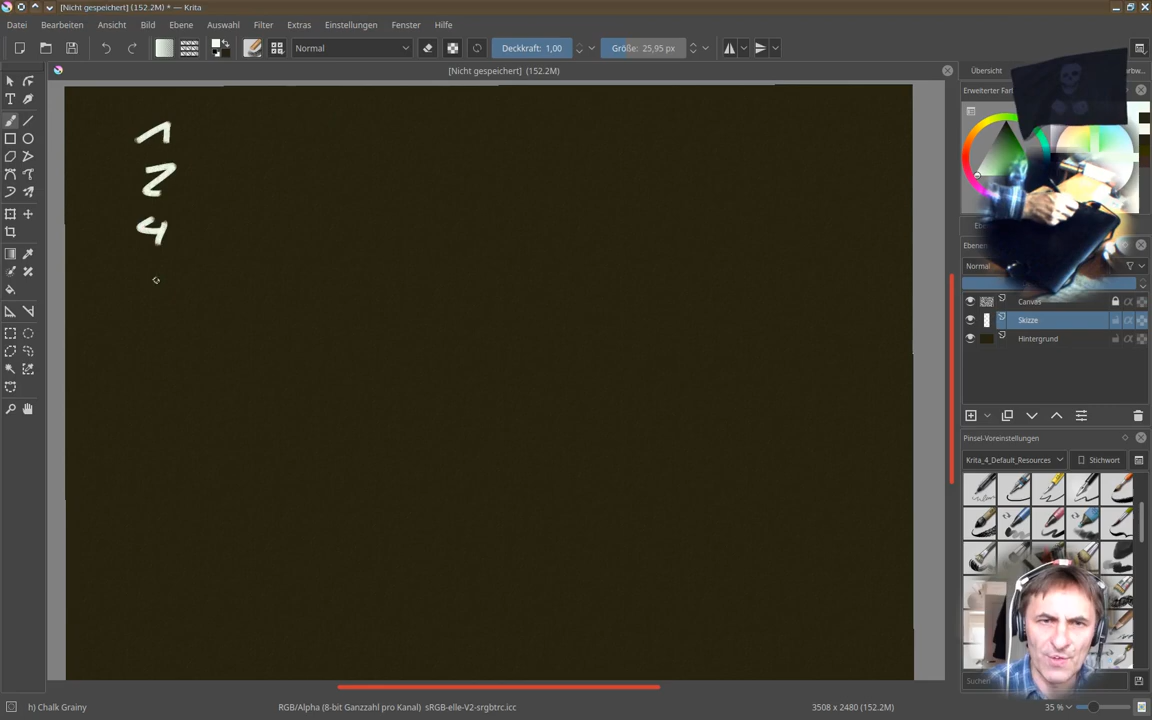 [Nicht gespeichert] (152.2M) * — Krita
Datei Bearbeiten Ansicht Bild Ebene Auswahl Filter Extras Einstellungen Fenster Hilfe
Normal Deckkraft: 1,00 Größe: 25,95 px
[Nicht gespeichert] (152.2M)
Übersicht
Erweiterter
1
2
4
Ebenen
Normal
Canvas
Skizze
Hintergrund
Pinsel-Voreinstellungen
Krita_4_Default_Resources Stichwort
Suchen
h) Chalk Grainy RGB/Alpha (8-bit Ganzzahl pro Kanal) sRGB-elle-V2-srgbtrc.icc 3508 x 2480 (152.2M) 35 %